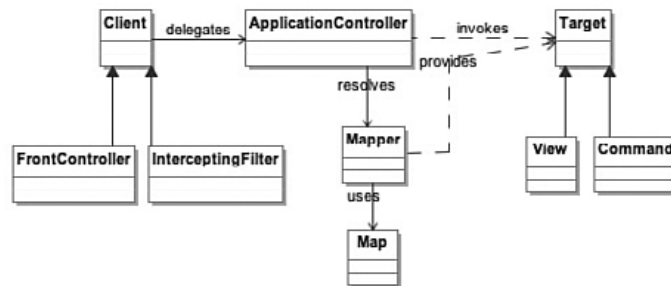 Client
delegates
ApplicationController
invokes
Target
provides
resolves
FrontController
InterceptingFilter
Mapper
View
Command
uses
Map